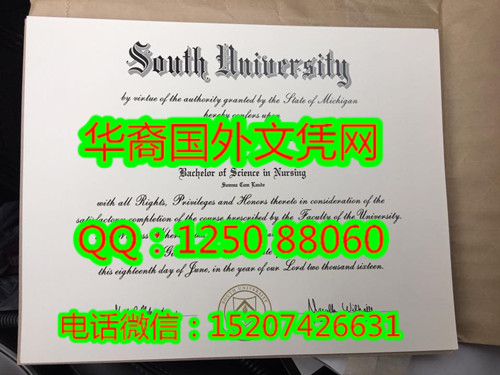 South University
by virtue of the authority granted by the State of Michigan
hereby confers upon
华裔国外文凭网
Bachelor of Science in Nursing
Summa Cum Laude
with all Rights, Privileges and Honors thereto in consideration of the
satisfactory completion of the course prescribed by the Faculty of the University.
QQ：1250 88060
this eighteenth day of June, in the year of our Lord two thousand sixteen.
SOUTH UNIVERSITY
电话微信：15207426631